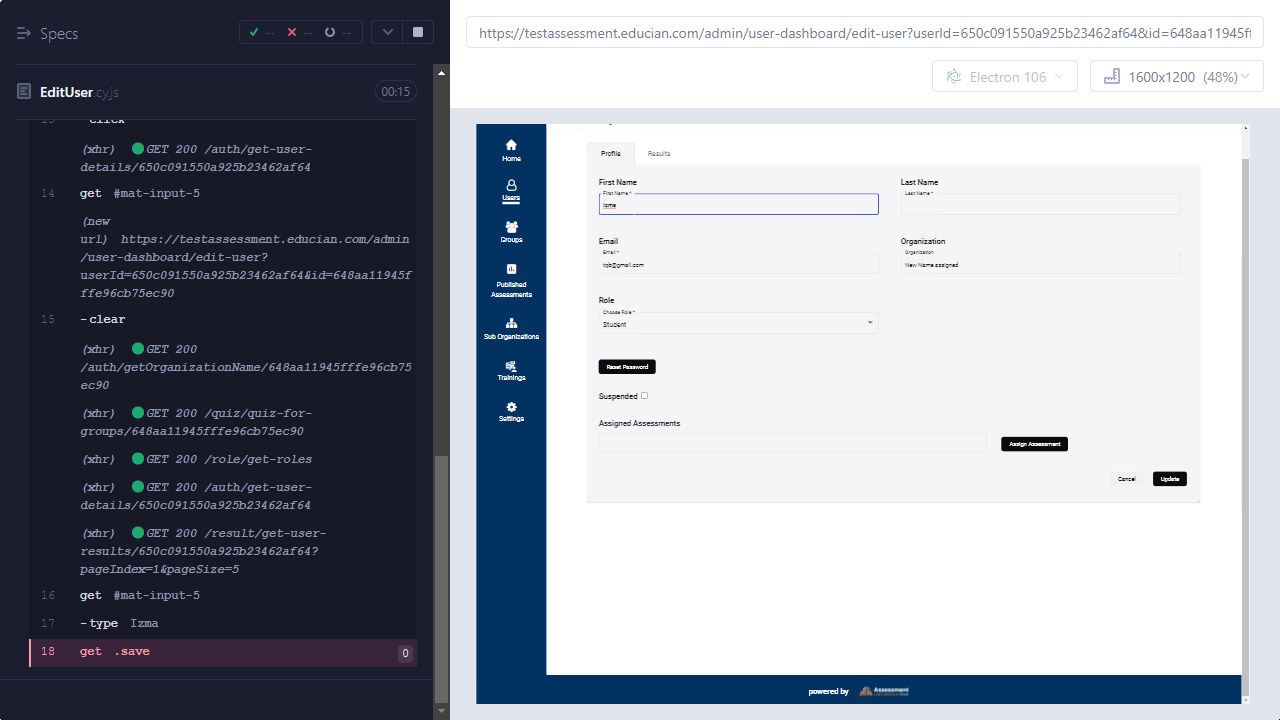 Specs
-- -- --
EditUser.cy.js
00:15
click
(xhr) GET 200 /auth/get-user-
details/650c091550a925b23462af64
14 get #mat-input-5
(new
url) https://testassessment.educian.com/admin
/user-dashboard/edit-user?
userId=650c091550a925b23462af64&id=648aa11945f
ffe96cb75ec90
15 -clear
(xhr) GET 200
/auth/getOrganizationName/648aa11945fffe96cb75
ec90
(xhr) GET 200 /quiz/quiz-for-
groups/648aa11945fffe96cb75ec90
(xhr) GET 200 /role/get-roles
(xhr) GET 200 /auth/get-user-
details/650c091550a925b23462af64
(xhr) GET 200 /result/get-user-
results/650c091550a925b23462af64?
pageIndex=1&pageSize=5
16 get #mat-input-5
17 -type Izma
18 get .save 0
https://testassessment.educian.com/admin/user-dashboard/edit-user?userId=650c091550a925b23462af64&id=648aa11945ff
Electron 106
1600x1200 (48%)
Home
Users
Groups
Published
Assessments
Sub Organizations
Trainings
Settings
Profile Results
First Name
First Name *
Izma
Last Name
Last Name *
Email
Email *
tqb@gmail.com
Organization
Organization
New Name assigned
Role
Choose Role *
Student
Reset Password
Suspended
Assigned Assessments
Assign Assessment
Cancel Update
powered by Assessment